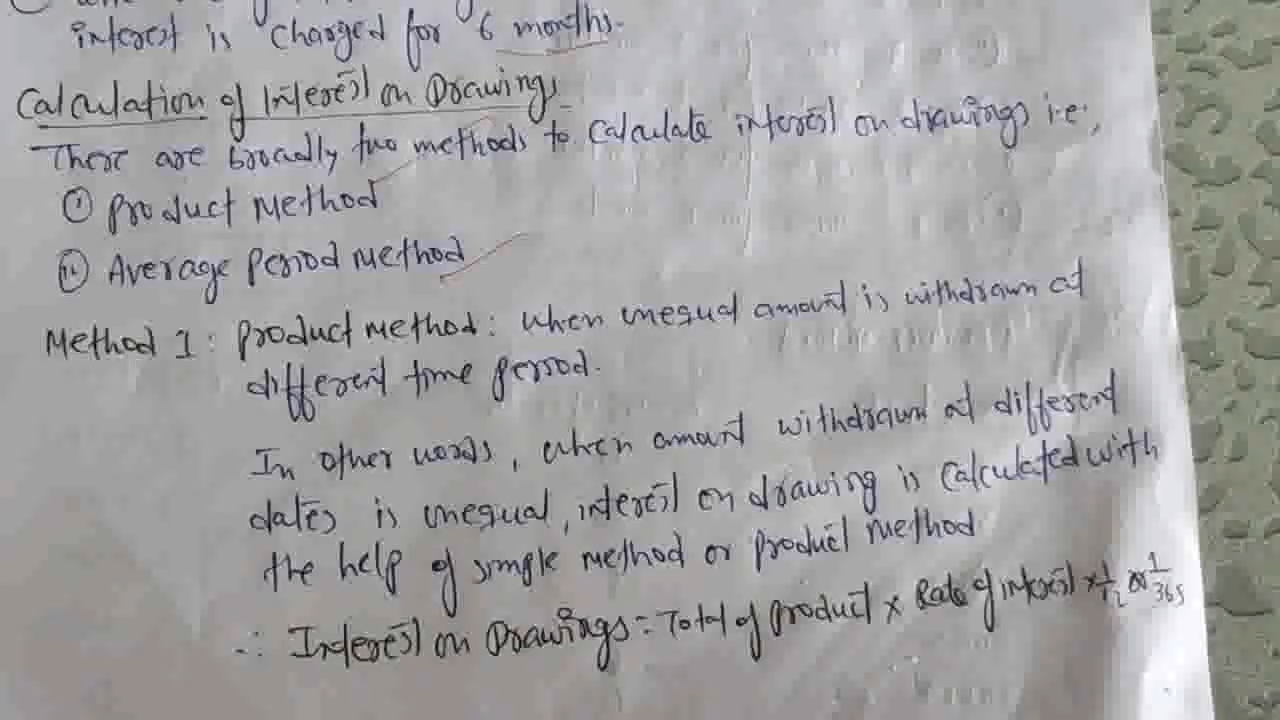 interest is charged for 6 months.
Calculation of Interest on Drawings
There are broadly two methods to calculate interest on drawings i.e.,
(i) Product Method
(ii) Average Period Method
Method 1: Product method: when unequal amount is withdrawn at
different time period.
In other words, when amount withdrawn at different
dates is unequal, interest on drawing is calculated with
the help of simple method or product method
∴ Interest on Drawings = Total of product × Rate of interest × 1/12 or 1/365